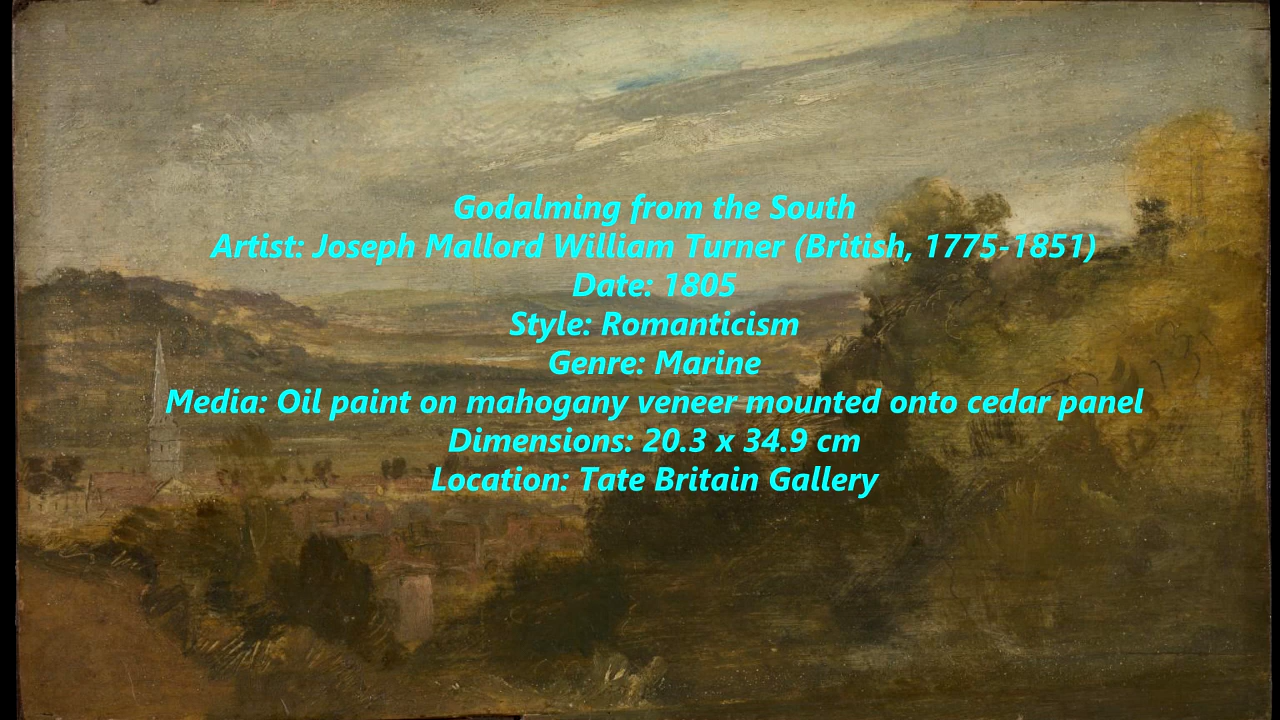 Godalming from the South
Artist: Joseph Mallord William Turner (British, 1775-1851)
Date: 1805
Style: Romanticism
Genre: Marine
Media: Oil paint on mahogany veneer mounted onto cedar panel
Dimensions: 20.3 x 34.9 cm
Location: Tate Britain Gallery